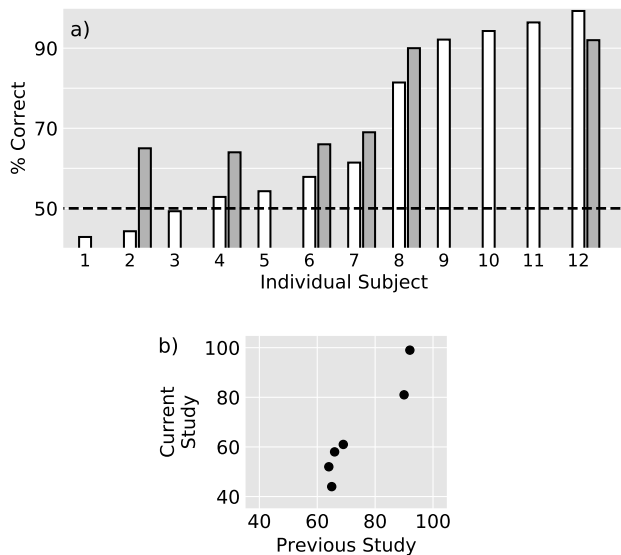 a)
90
70
50
% Correct
1 2 3 4 5 6 7 8 9 10 11 12
Individual Subject
b)
100
80
60
40
Current
Study
40 60 80 100
Previous Study